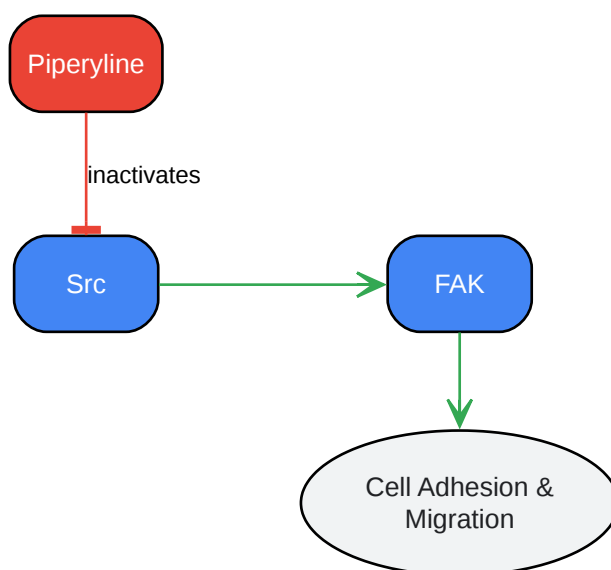 Piperyline
inactivates
Src
FAK
Cell Adhesion &
Migration